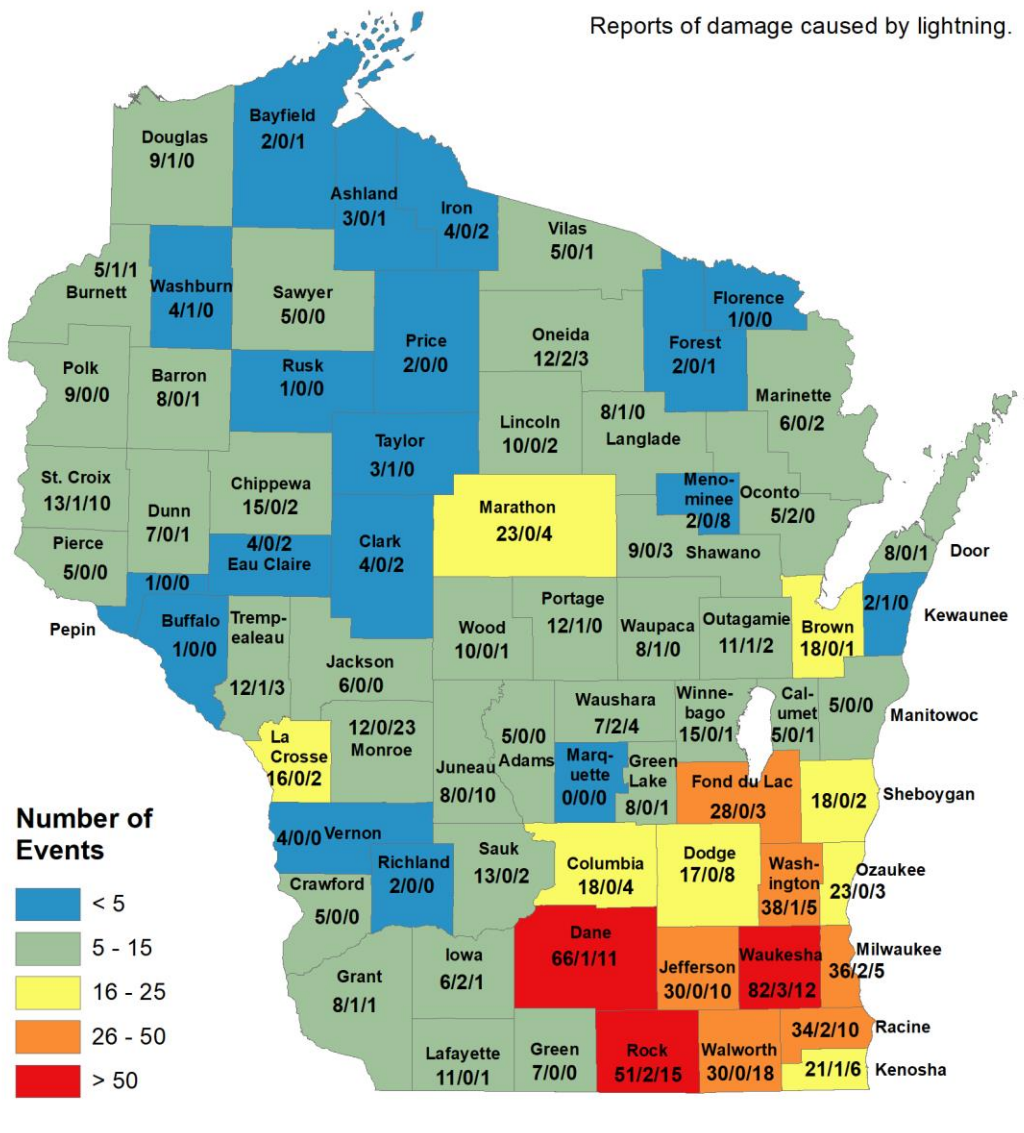 Reports of damage caused by lightning.
Bayfield
2/0/1
Douglas
9/1/0
Ashland
3/0/1
Iron
4/0/2
Vilas
5/0/1
5/1/1
Burnett
Washburn
4/1/0
Sawyer
5/0/0
Florence
1/0/0
Price
2/0/0
Oneida
12/2/3
Forest
2/0/1
Polk
9/0/0
Barron
8/0/1
Rusk
1/0/0
Marinette
6/0/2
Lincoln
10/0/2
8/1/0
Langlade
Taylor
3/1/0
St. Croix
13/1/10
Chippewa
15/0/2
Meno-
minee
2/0/8
Oconto
5/2/0
Dunn
7/0/1
Marathon
23/0/4
Pierce
5/0/0
4/0/2
Eau Claire
Clark
4/0/2
9/0/3 Shawano
8/0/1
Door
1/0/0
Pepin
Buffalo
1/0/0
Tremp-
ealeau
12/1/3
Jackson
6/0/0
Wood
10/0/1
Portage
12/1/0
Waupaca
8/1/0
Outagamie
11/1/2
Brown
18/0/1
2/1/0
Kewaunee
La
Crosse
16/0/2
12/0/23
Monroe
Juneau
8/0/10
5/0/0
Adams
Waushara
7/2/4
Winne-
bago
15/0/1
Cal-
umet
5/0/1
5/0/0
Manitowoc
Marq-
uette
0/0/0
Green
Lake
8/0/1
Fond du Lac
28/0/3
18/0/2
Sheboygan
4/0/0 Vernon
Richland
2/0/0
Sauk
13/0/2
Columbia
18/0/4
Dodge
17/0/8
Wash-
ington
38/1/5
Ozaukee
23/0/3
Crawford
5/0/0
Grant
8/1/1
Iowa
6/2/1
Dane
66/1/11
Jefferson
30/0/10
Waukesha
82/3/12
Milwaukee
36/2/5
Lafayette
11/0/1
Green
7/0/0
Rock
51/2/15
Walworth
30/0/18
34/2/10
Racine
21/1/6
Kenosha
Number of
Events
< 5
5 - 15
16 - 25
26 - 50
> 50